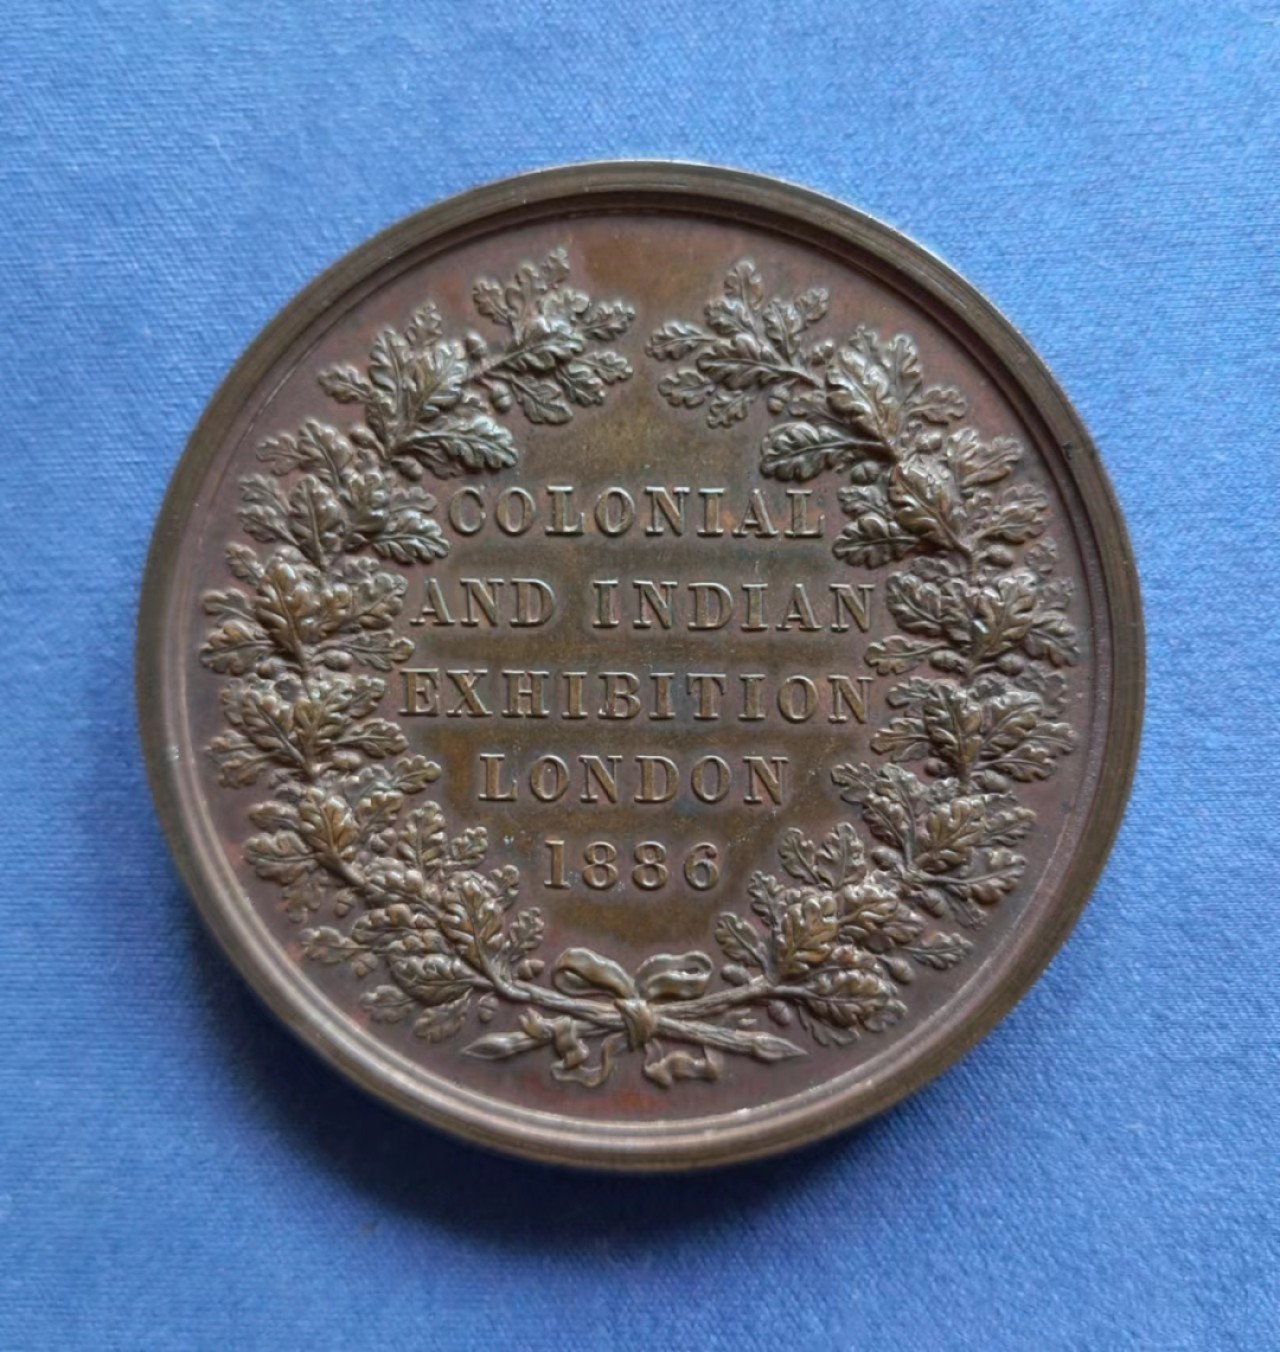 COLONIAL
AND INDIAN
EXHIBITION
LONDON
1886